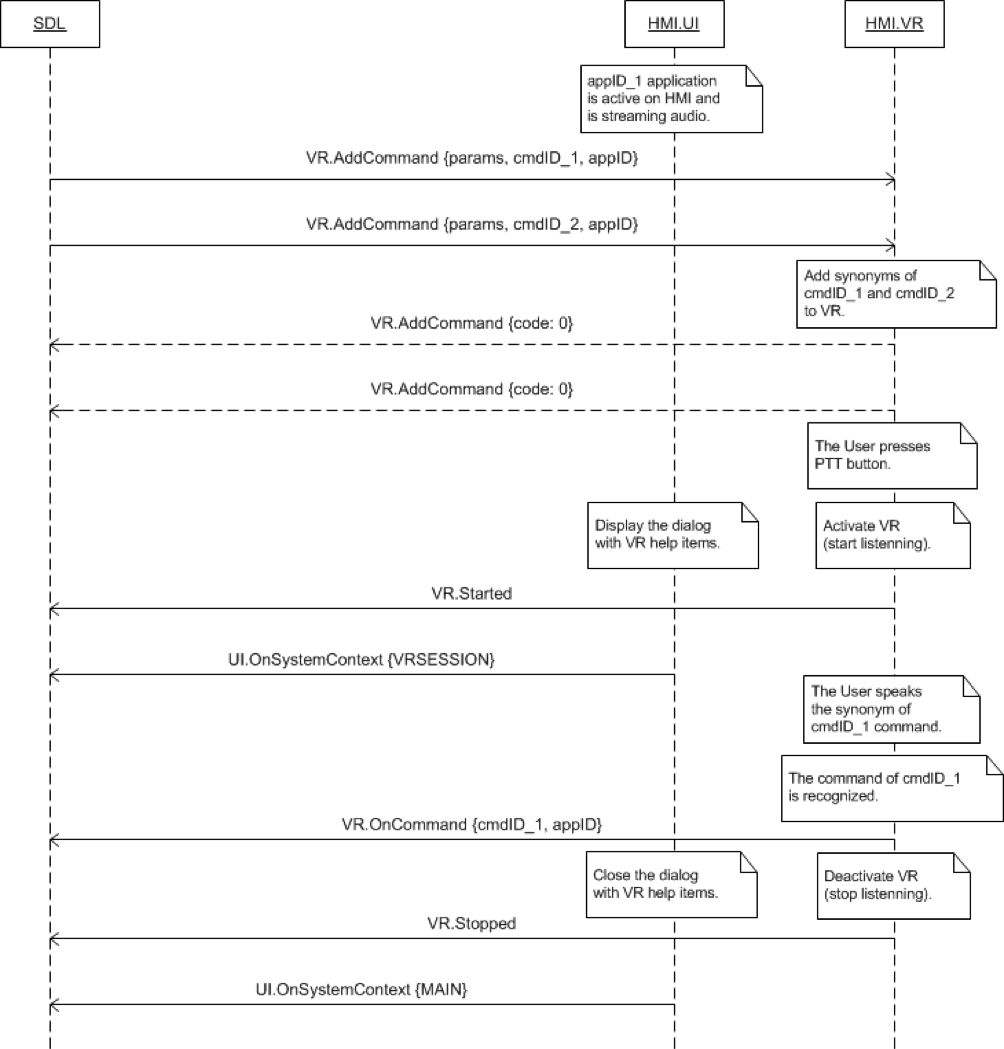 SDL
HMI.UI
HMI.VR
appID_1 application
is active on HMI and
is streaming audio.
VR.AddCommand {params, cmdID_1, appID}
VR.AddCommand {params, cmdID_2, appID}
Add synonyms of
cmdID_1 and cmdID_2
to VR.
VR.AddCommand {code: 0}
VR.AddCommand {code: 0}
The User presses
PTT button.
Display the dialog
with VR help items.
Activate VR
(start listenning).
VR.Started
UI.OnSystemContext {VRSESSION}
The User speaks
the synonym of
cmdID_1 command.
The command of cmdID_1
is recognized.
VR.OnCommand {cmdID_1, appID}
Close the dialog
with VR help items.
Deactivate VR
(stop listenning).
VR.Stopped
UI.OnSystemContext {MAIN}